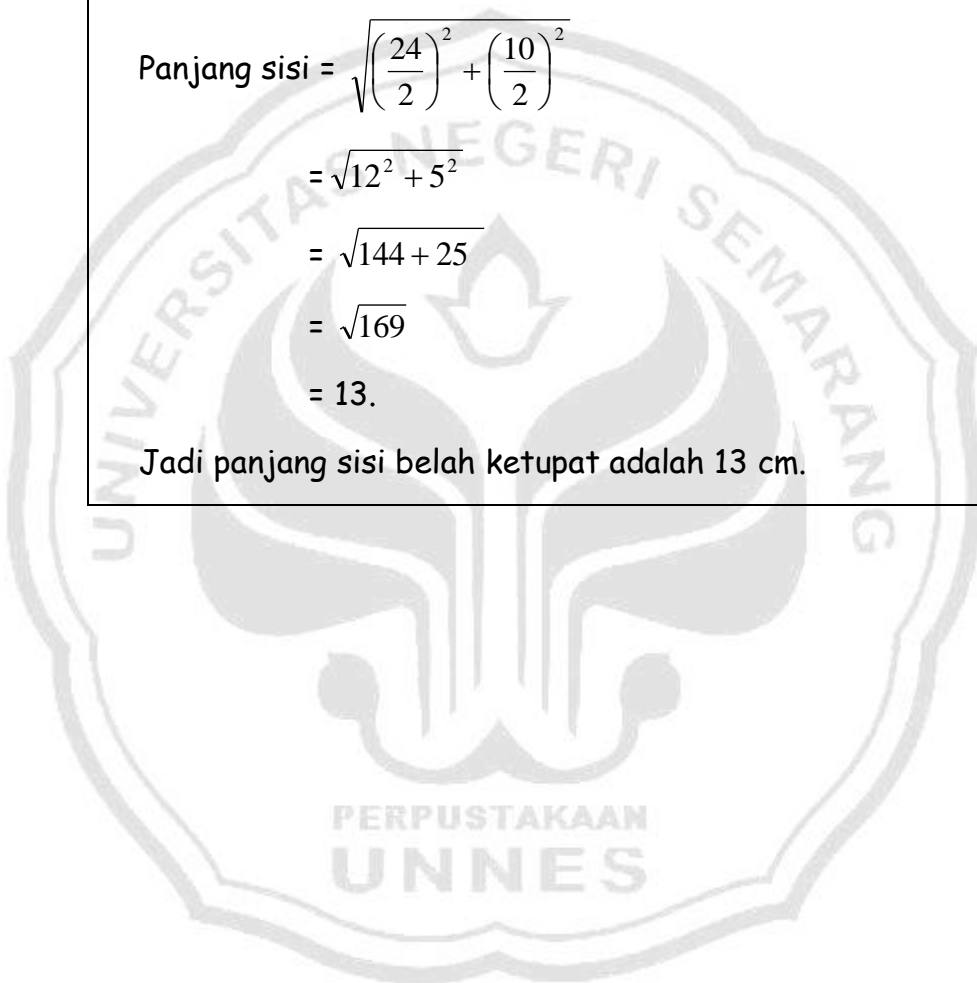 Panjang sisi = √((24/2)² + (10/2)²)
= √(12² + 5²)
= √(144 + 25)
= √169
= 13.
Jadi panjang sisi belah ketupat adalah 13 cm.
UNIVERSITAS NEGERI SEMARANG
PERPUSTAKAAN
UNNES